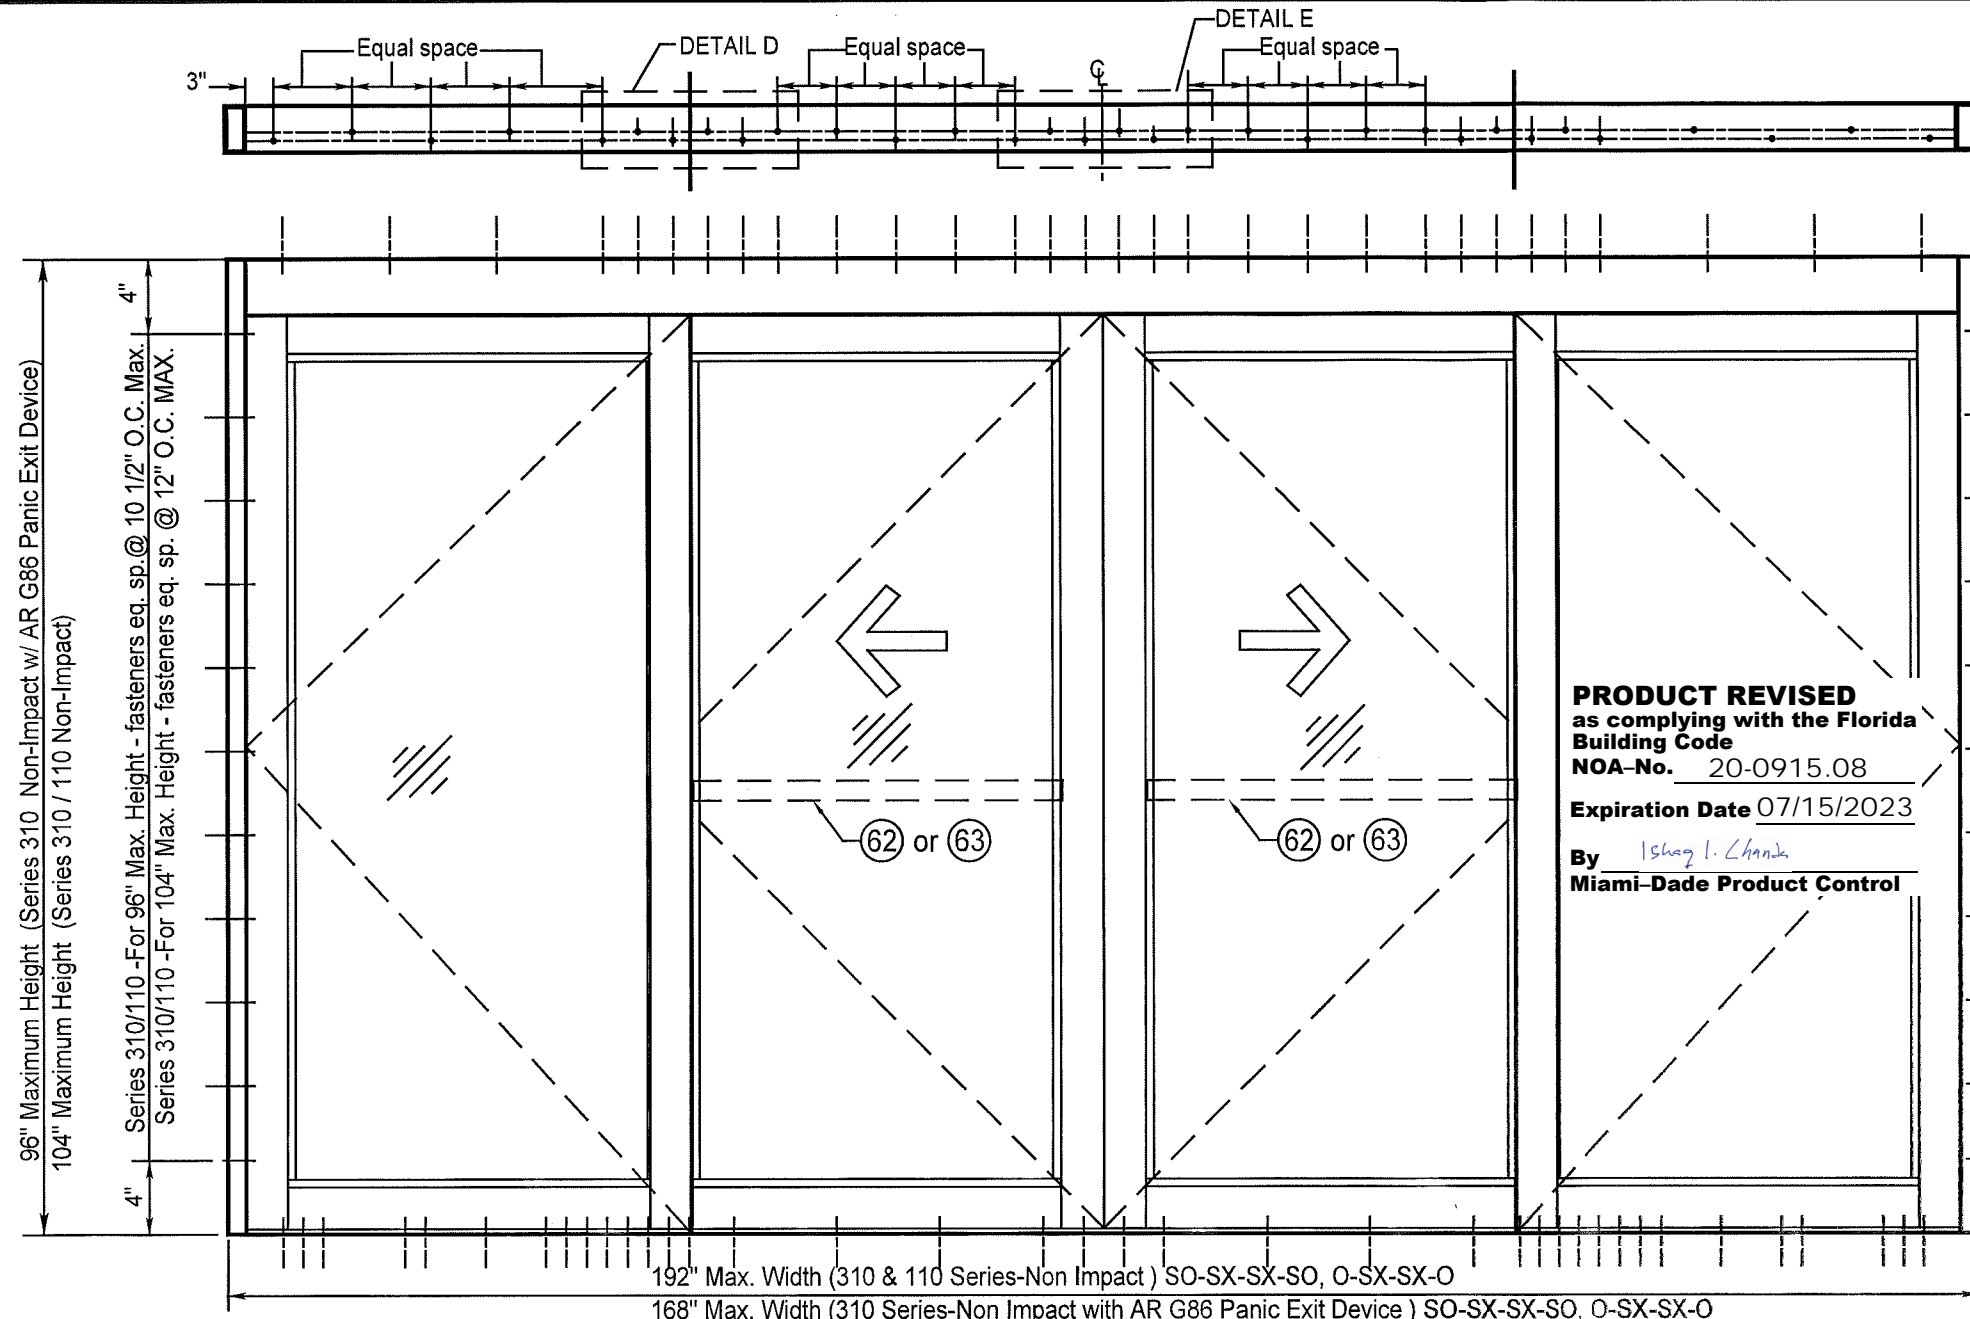 DETAIL E
Equal space
DETAIL D
Equal space
℄
Equal space
3"
4"
96" Maximum Height (Series 310 Non-Impact w/ AR G86 Panic Exit Device)
104" Maximum Height (Series 310 / 110 Non-Impact)
Series 310/110 -For 96" Max. Height - fasteners eq. sp.@ 10 1/2" O.C. Max.
Series 310/110 -For 104" Max. Height - fasteners eq. sp. @ 12" O.C. MAX.
4"
62 or 63
62 or 63
PRODUCT REVISED
as complying with the Florida
Building Code
NOA–No. 20-0915.08
Expiration Date 07/15/2023
By Ishaq I. Chanda
Miami–Dade Product Control
192" Max. Width (310 & 110 Series-Non Impact ) SO-SX-SX-SO, O-SX-SX-O
168" Max. Width (310 Series-Non Impact with AR G86 Panic Exit Device ) SO-SX-SX-SO, O-SX-SX-O